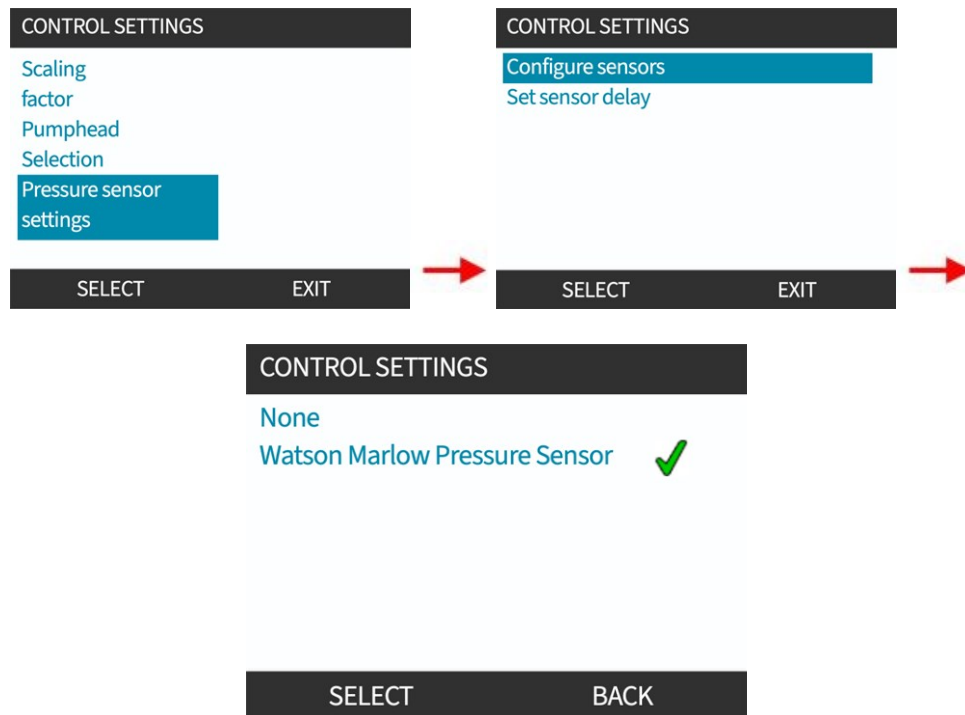 CONTROL SETTINGS
Scaling
factor
Pumphead
Selection
Pressure sensor
settings
SELECT EXIT
CONTROL SETTINGS
Configure sensors
Set sensor delay
SELECT EXIT
CONTROL SETTINGS
None
Watson Marlow Pressure Sensor
SELECT BACK